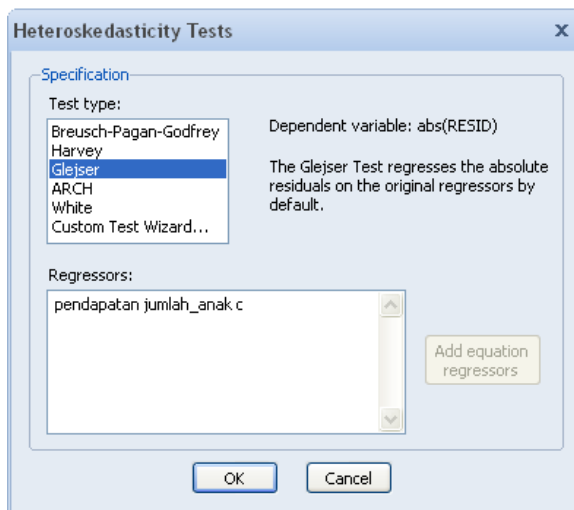 Heteroskedasticity Tests
Specification
Test type:
Breusch-Pagan-Godfrey
Harvey
Glejser
ARCH
White
Custom Test Wizard...
Dependent variable: abs(RESID)
The Glejser Test regresses the absolute
residuals on the original regressors by
default.
Regressors:
pendapatan jumlah_anak c
Add equation
regressors
OK
Cancel